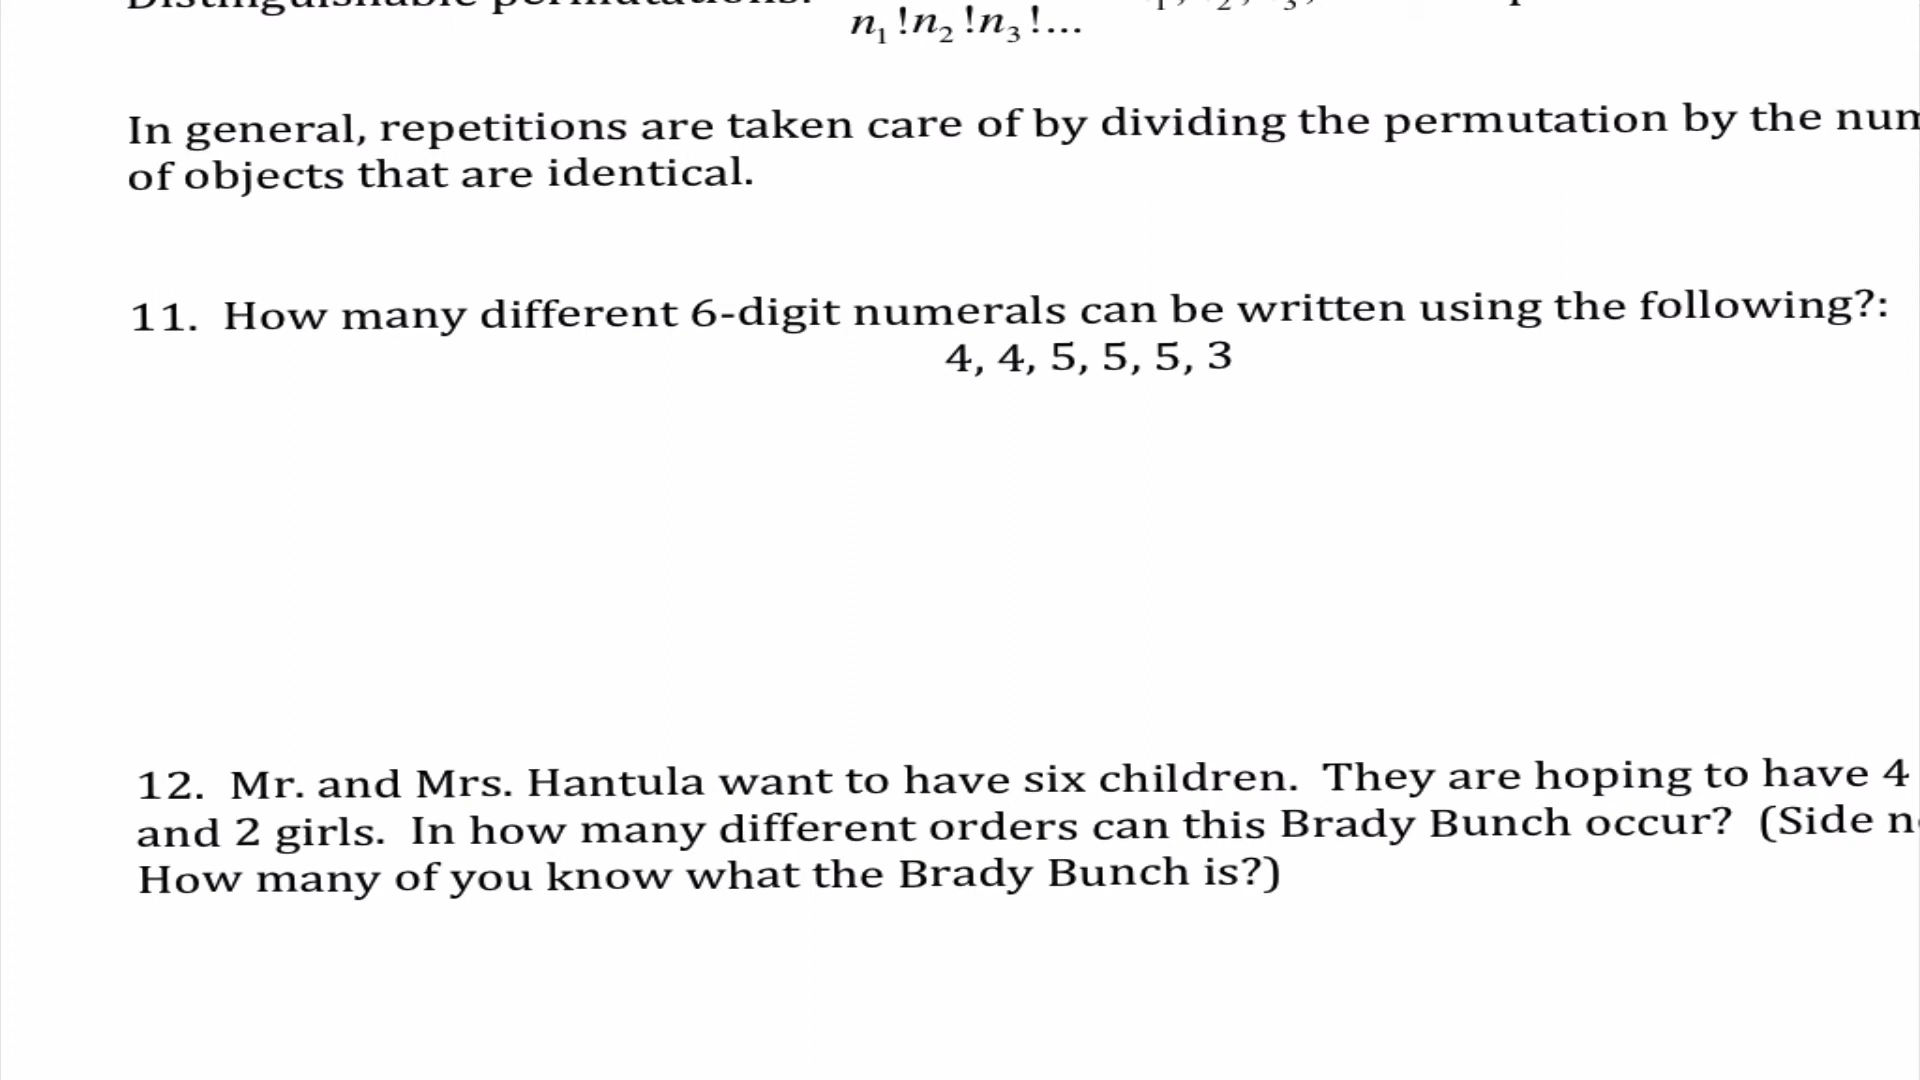 Distinguishable permutations:
n₁!n₂!n₃!...
In general, repetitions are taken care of by dividing the permutation by the
of objects that are identical.
11. How many different 6-digit numerals can be written using the following?:
4, 4, 5, 5, 5, 3
12. Mr. and Mrs. Hantula want to have six children. They are hoping to have 4
and 2 girls. In how many different orders can this Brady Bunch occur? (Side
How many of you know what the Brady Bunch is?)